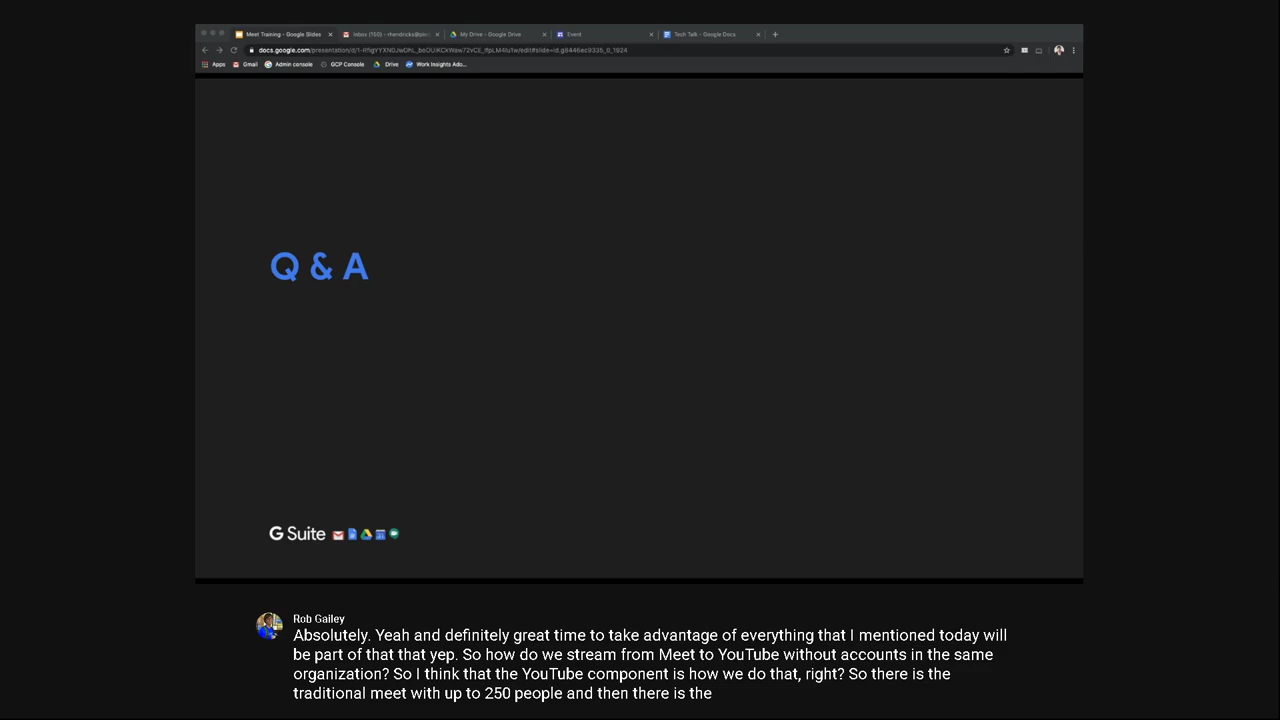 Meet Training - Google Slides
My Drive - Google Drive
Event
Tech Talk - Google Docs
Apps
Gmail
Admin console
GCP Console
Drive
Work Insights Ado...
Q & A
G Suite
Rob Gailey
Absolutely. Yeah and definitely great time to take advantage of everything that I mentioned today will
be part of that that yep. So how do we stream from Meet to YouTube without accounts in the same
organization? So I think that the YouTube component is how we do that, right? So there is the
traditional meet with up to 250 people and then there is the